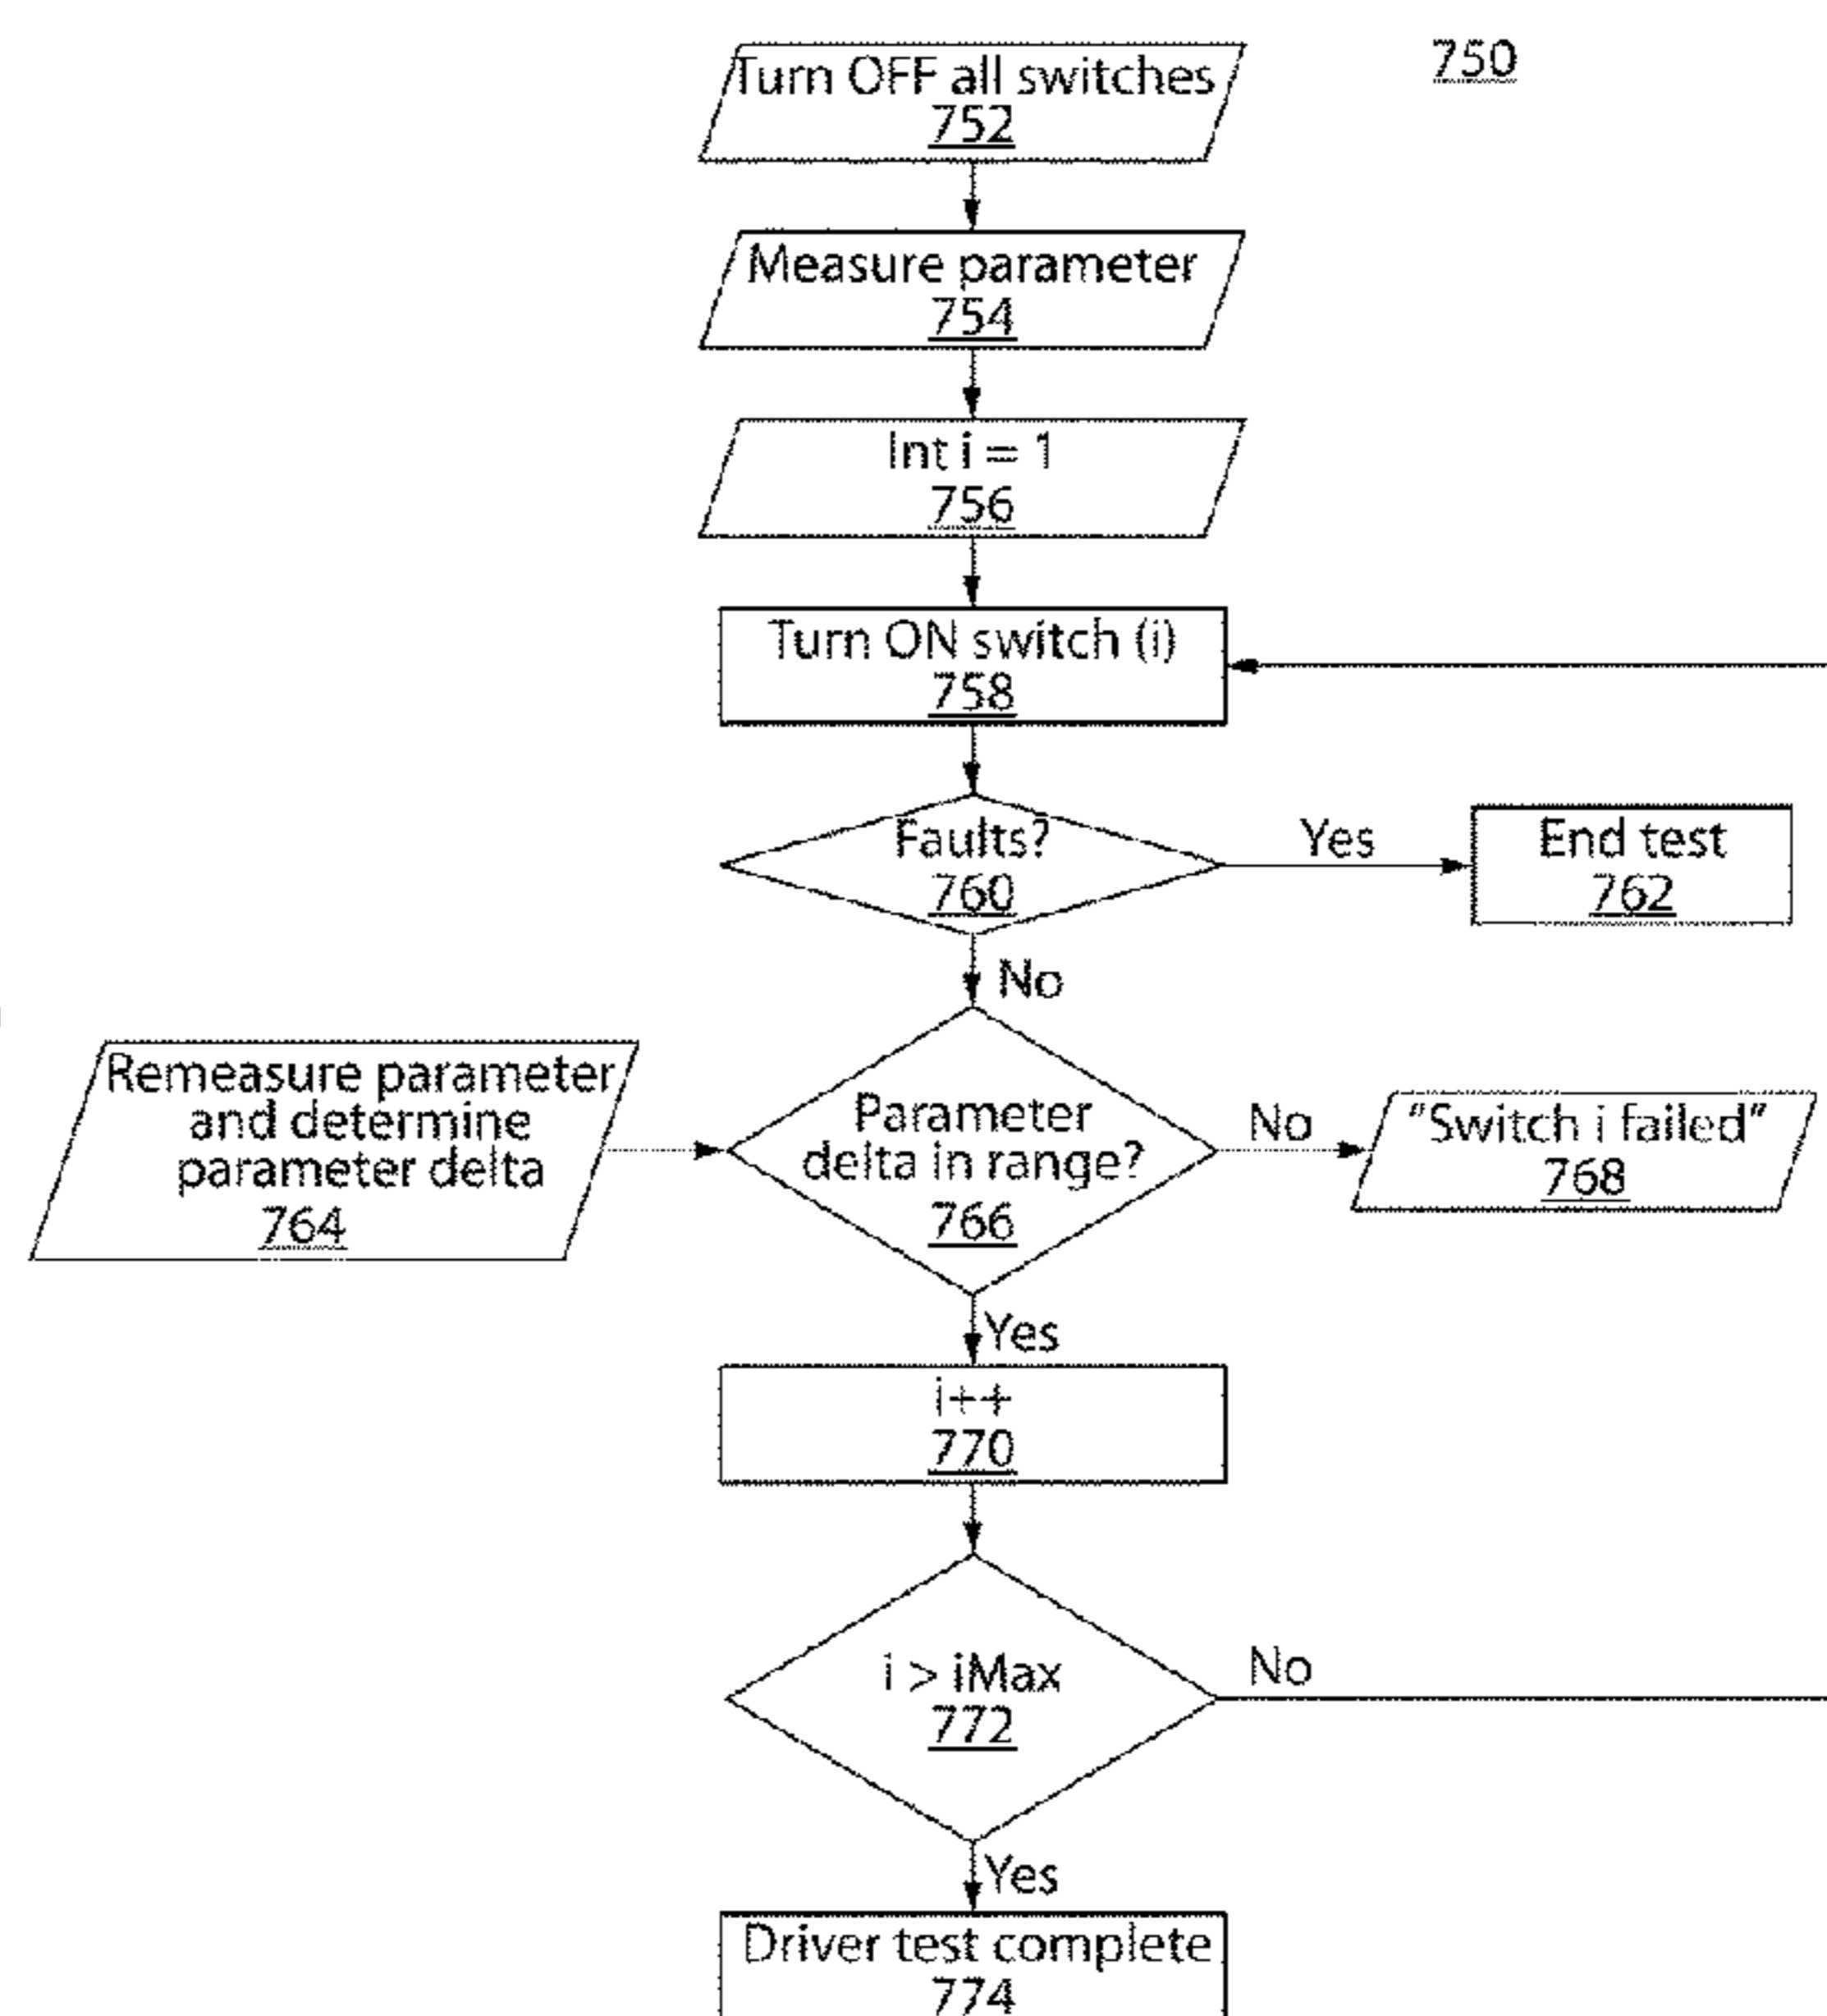 750
Turn OFF all switches
752
Measure parameter
754
Int i = 1
756
Turn ON switch (i)
758
Faults?
760
Yes
End test
762
No
Remeasure parameter
and determine
parameter delta
764
Parameter
delta in range?
766
No
"Switch i failed"
768
Yes
i++
770
i > iMax
772
No
Yes
Driver test complete
774